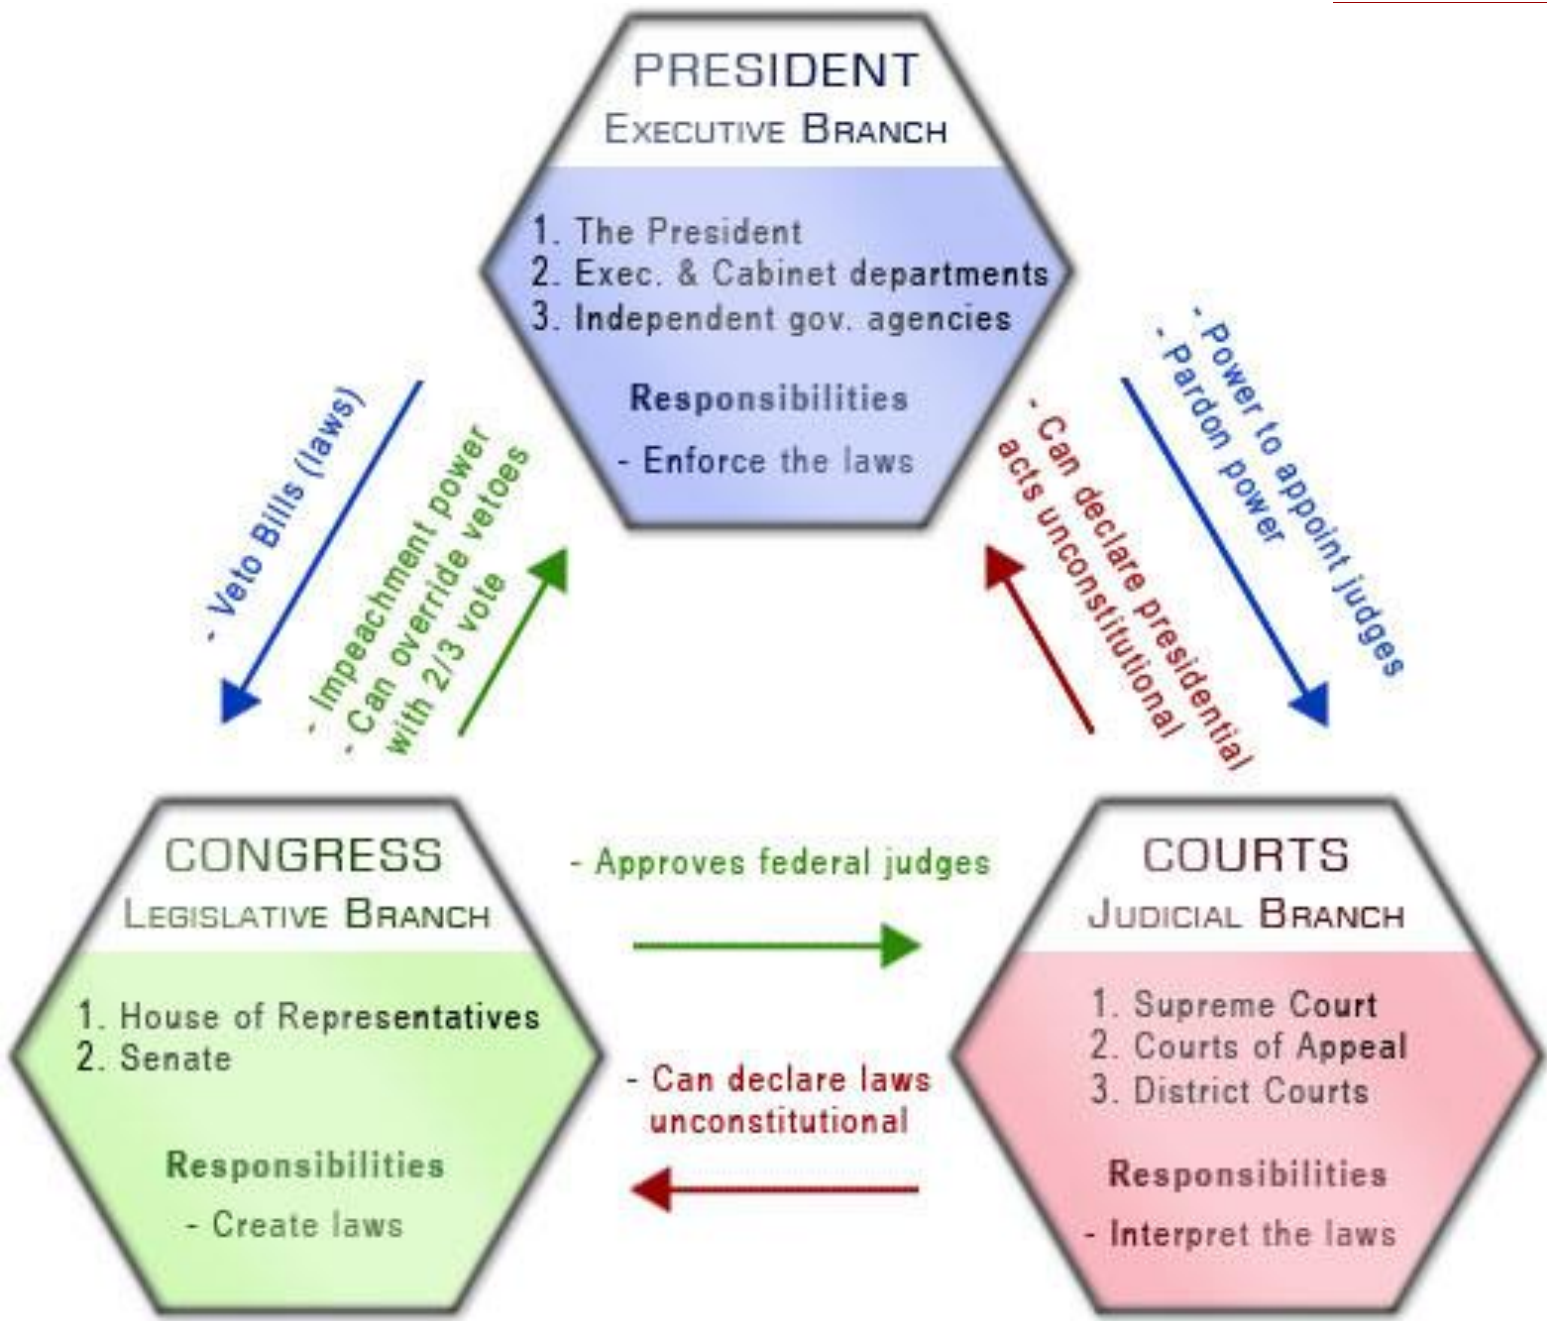 PRESIDENT
EXECUTIVE BRANCH
1. The President
2. Exec. & Cabinet departments
3. Independent gov. agencies
Responsibilities
- Enforce the laws
- Veto Bills (laws)
- Impeachment power
- Can override vetoes
with 2/3 vote
- Can declare presidential
acts unconstitutional
- Power to appoint judges
- Pardon power
CONGRESS
LEGISLATIVE BRANCH
1. House of Representatives
2. Senate
Responsibilities
- Create laws
- Approves federal judges
- Can declare laws
unconstitutional
COURTS
JUDICIAL BRANCH
1. Supreme Court
2. Courts of Appeal
3. District Courts
Responsibilities
- Interpret the laws